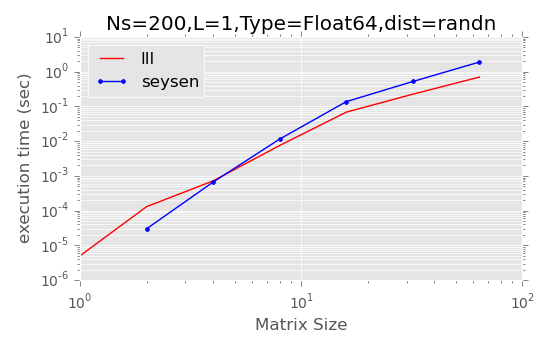 Ns=200,L=1,Type=Float64,dist=randn
10^1
10^0
10^-1
10^-2
10^-3
10^-4
10^-5
10^-6
execution time (sec)
lll
seysen
10^0
10^1
10^2
Matrix Size